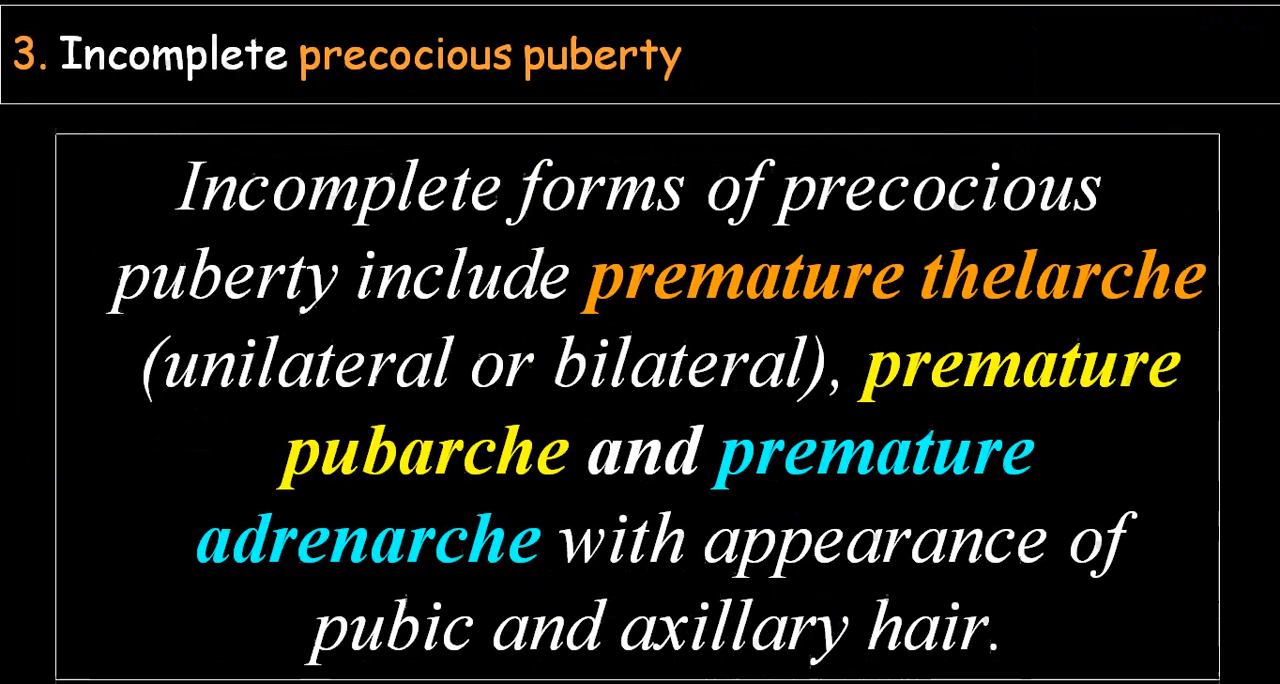 3. Incomplete precocious puberty
Incomplete forms of precocious
puberty include premature thelarche
(unilateral or bilateral), premature
pubarche and premature
adrenarche with appearance of
pubic and axillary hair.